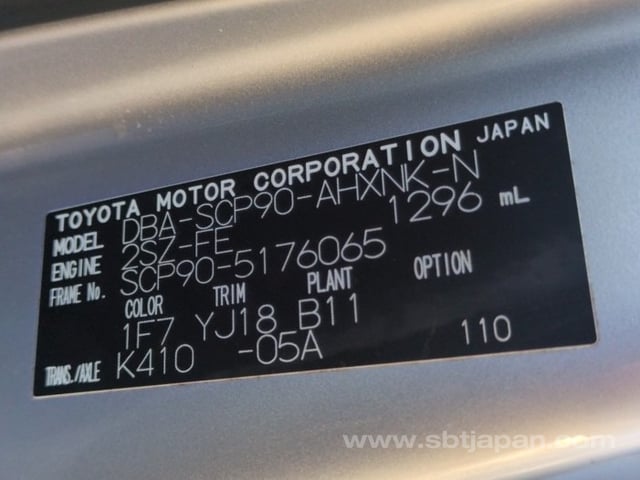 TOYOTA MOTOR CORPORATION JAPAN
MODEL DBA-SCP90-AHXNK-N
ENGINE 2SZ-FE 1296 mL
FRAME No. SCP90-5176065
COLOR TRIM PLANT OPTION
1F7 YJ18 B11
TRANS./AXLE K410 -05A 110
www.sbtjapan.com